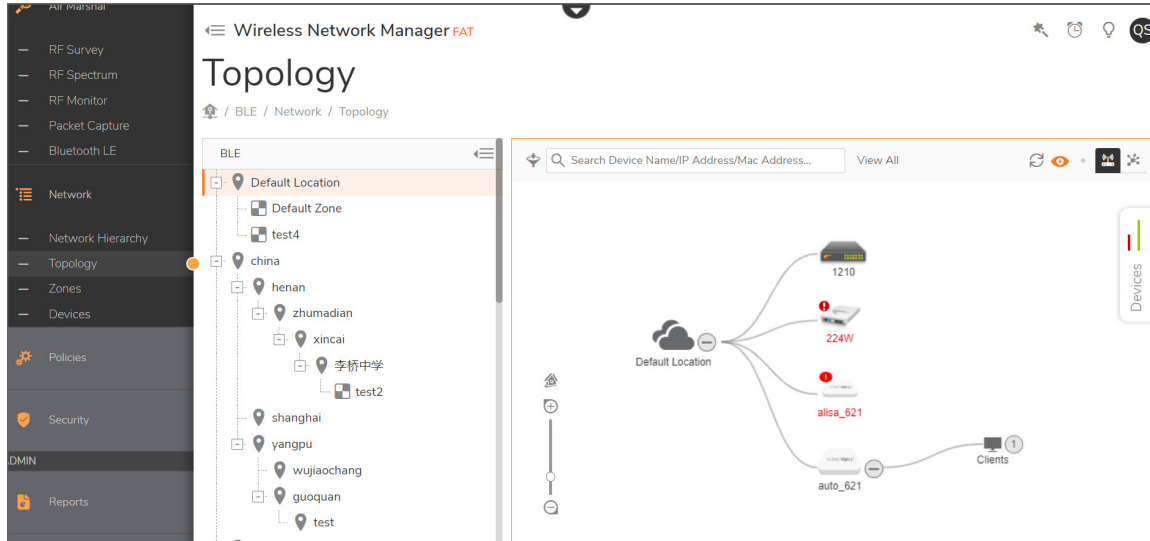 Air Marshal
RF Survey
RF Spectrum
RF Monitor
Packet Capture
Bluetooth LE
Network
Network Hierarchy
Topology
Zones
Devices
Policies
Security
DMIN
Reports
Wireless Network Manager FAT
QS
Topology
/ BLE / Network / Topology
BLE
Default Location
Default Zone
test4
china
henan
zhumadian
xincai
李桥中学
test2
shanghai
yangpu
wujiaochang
guoquan
test
Search Device Name/IP Address/Mac Address...
View All
Devices
Default Location
1210
224W
alisa_621
auto_621
1
Clients